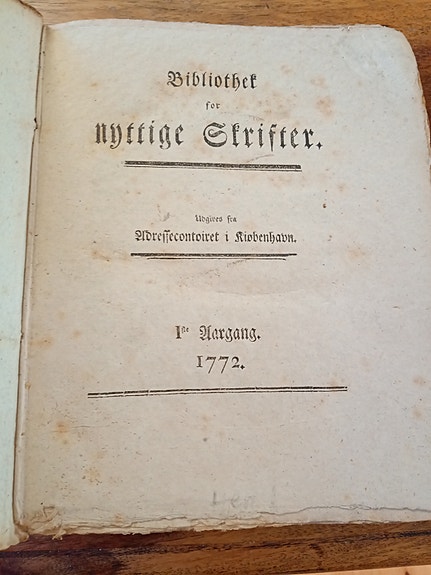 Bibliothek
for
nyttige Skrifter.
Udgives fra
Adressecontoiret i Kiøbenhavn.
1ste Aargang.
1772.